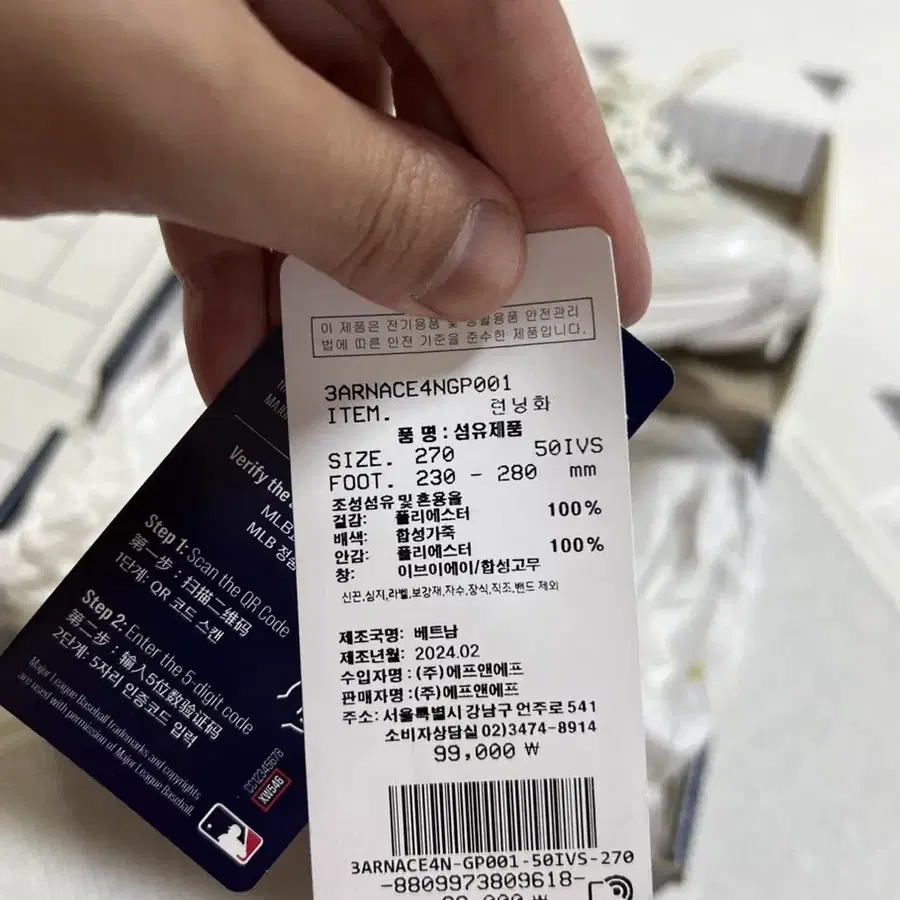 이 제품은 전기용품 및 생활용품 안전관리
법에 따른 안전 기준을 준수한 제품입니다.
3ARNACE4NGP001
ITEM. 런닝화
품 명 : 섬유제품
SIZE. 270 50IVS
FOOT. 230 - 280 mm
조성섬유 및 혼용율
겉감: 폴리에스터 100%
배색: 합성가죽
안감: 폴리에스터 100%
창: 이브이에이/합성고무
신끈,심지,라벨,보강재,자수,장식,직조,밴드 제외
제조국명: 베트남
제조년월: 2024.02
수입자명 : (주)에프앤에프
판매자명 : (주)에프앤에프
주소: 서울특별시 강남구 언주로 541
소비자상담실 02)3474-8914
99,000 ₩
3ARNACE4N-GP001-50IVS-270
-8809973809618-
Verify the
MLB
MLB 정
Step 1: Scan the QR Code
第一步 : 扫描二维码
1단계: QR 코드 스캔
Step 2: Enter the 5-digit code
第二步 : 输入5位数验证码
2단계: 5자리 인증코드 입력
Major League Baseball trademarks and copyrights
are used with permission of Major League Baseball.
CC12345678
XW546